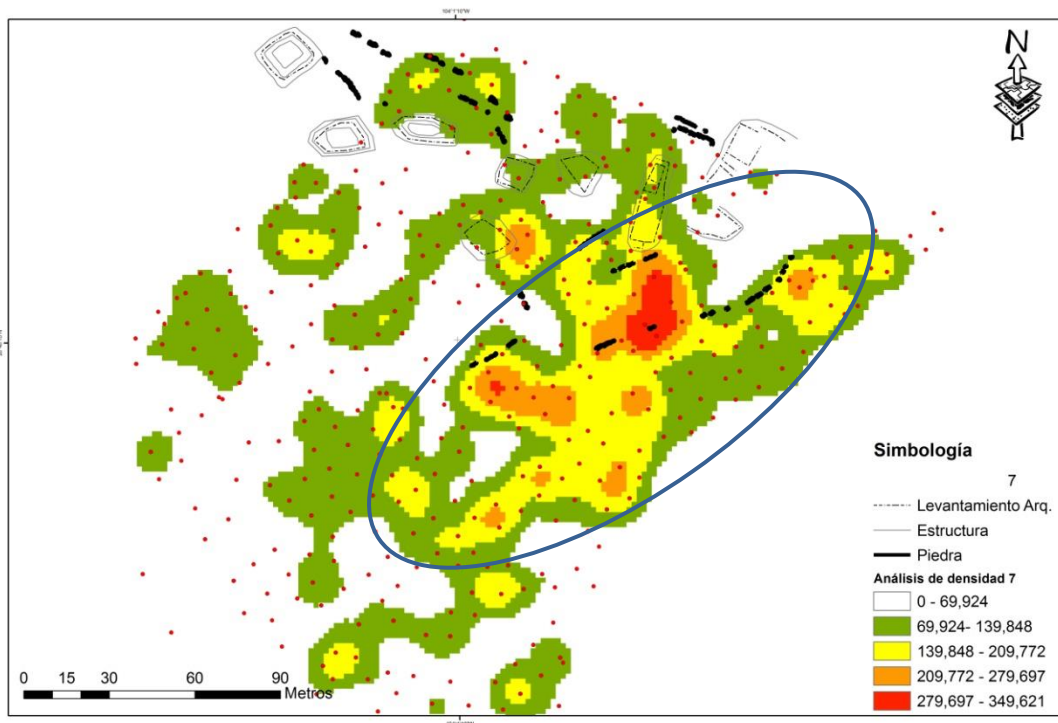 N
Simbología
7
Levantamiento Arq.
Estructura
Piedra
Análisis de densidad 7
0 - 69,924
69,924- 139,848
139,848 - 209,772
209,772 - 279,697
279,697 - 349,621
0 15 30 60 90
Metros